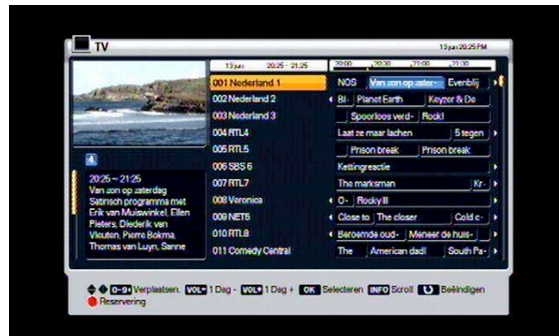 TV
13 jun 20:25 PM
13 jun 20:25 - 21:25 20:00 20:30 21:00 21:30
001 Nederland 1 NOS Van zon op zater- Evenblij
002 Nederland 2 Bl- Planet Earth Keyzer & De
003 Nederland 3 Spoorloos verd- Rock!
004 RTL4 Laat ze maar lachen 5 tegen
005 RTL5 Prison break Prison break
006 SBS 6 Kettingreactie
007 RTL7 The marksman Kr-
008 Veronica O- Rocky III
009 NET5 Close to The closer Cold c-
010 RTL8 Beroemde oud- Meneer de huis-
011 Comedy Central The American dad! South Pa-
4
20:25 ~ 21:25
Van zon op zaterdag
Satirisch programma met
Erik van Muiswinkel, Ellen
Pieters, Diederik van
Vleuten, Pierre Bokma,
Thomas van Luyn, Sanne
0~9 Verplaatsen. VOL- 1 Dag - VOL+ 1 Dag + OK Selecteren INFO Scroll Beëindigen
Reservering